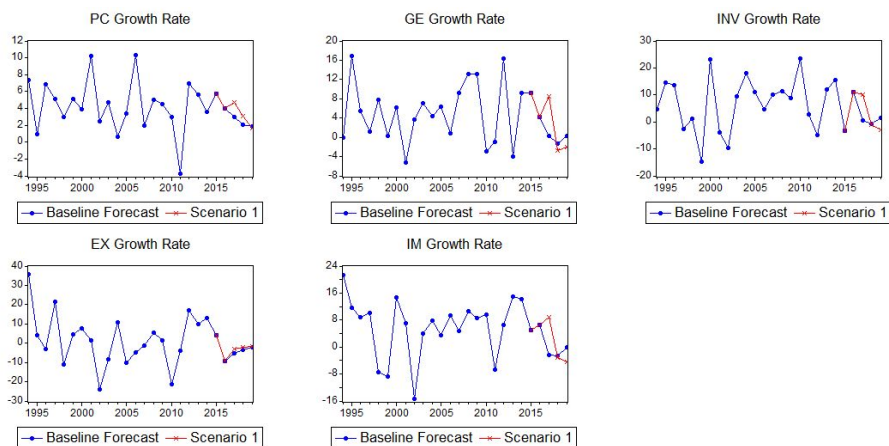 PC Growth Rate
12
10
8
6
4
2
0
-2
-4
1995 2000 2005 2010 2015
Baseline Forecast Scenario 1
GE Growth Rate
20
16
12
8
4
0
-4
-8
1995 2000 2005 2010 2015
Baseline Forecast Scenario 1
INV Growth Rate
30
20
10
0
-10
-20
1995 2000 2005 2010 2015
Baseline Forecast Scenario 1
EX Growth Rate
40
30
20
10
0
-10
-20
-30
1995 2000 2005 2010 2015
Baseline Forecast Scenario 1
IM Growth Rate
24
16
8
0
-8
-16
1995 2000 2005 2010 2015
Baseline Forecast Scenario 1